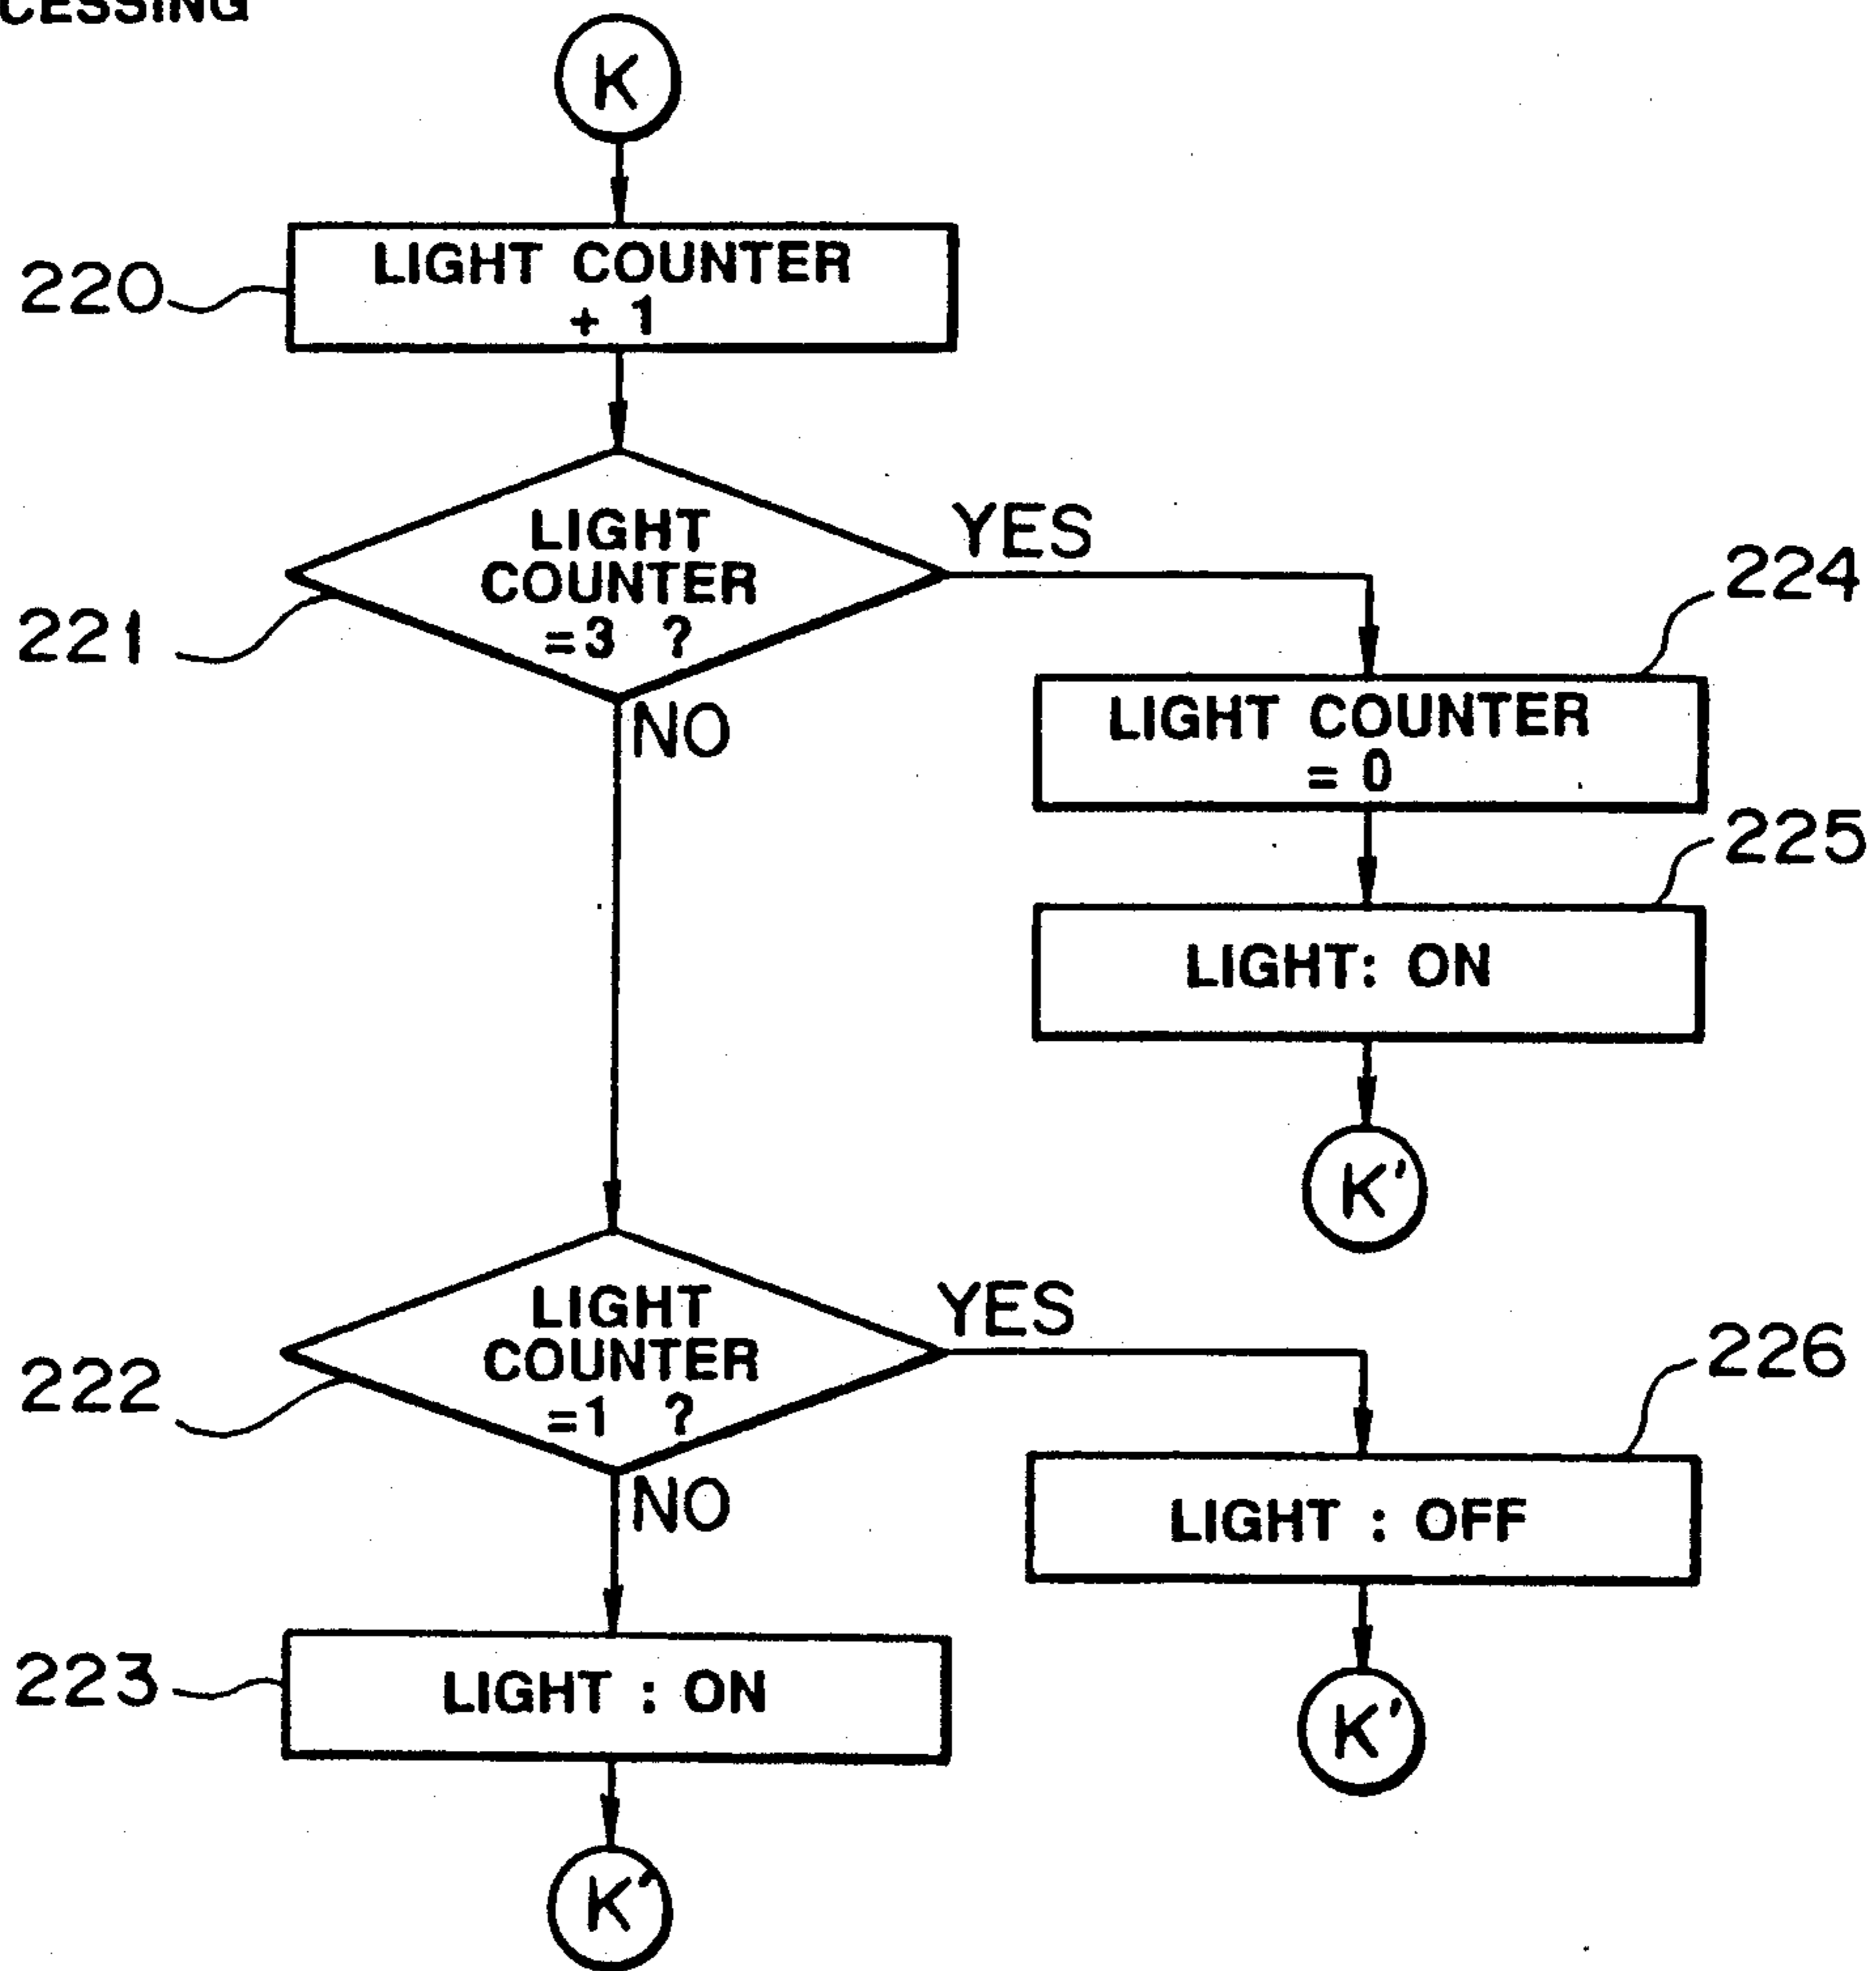 K
220
LIGHT COUNTER
+ 1
LIGHT
COUNTER
=3 ?
YES
221
NO
224
LIGHT COUNTER
= 0
225
LIGHT: ON
K'
LIGHT
COUNTER
=1 ?
YES
222
NO
226
LIGHT : OFF
K'
223
LIGHT : ON
K'